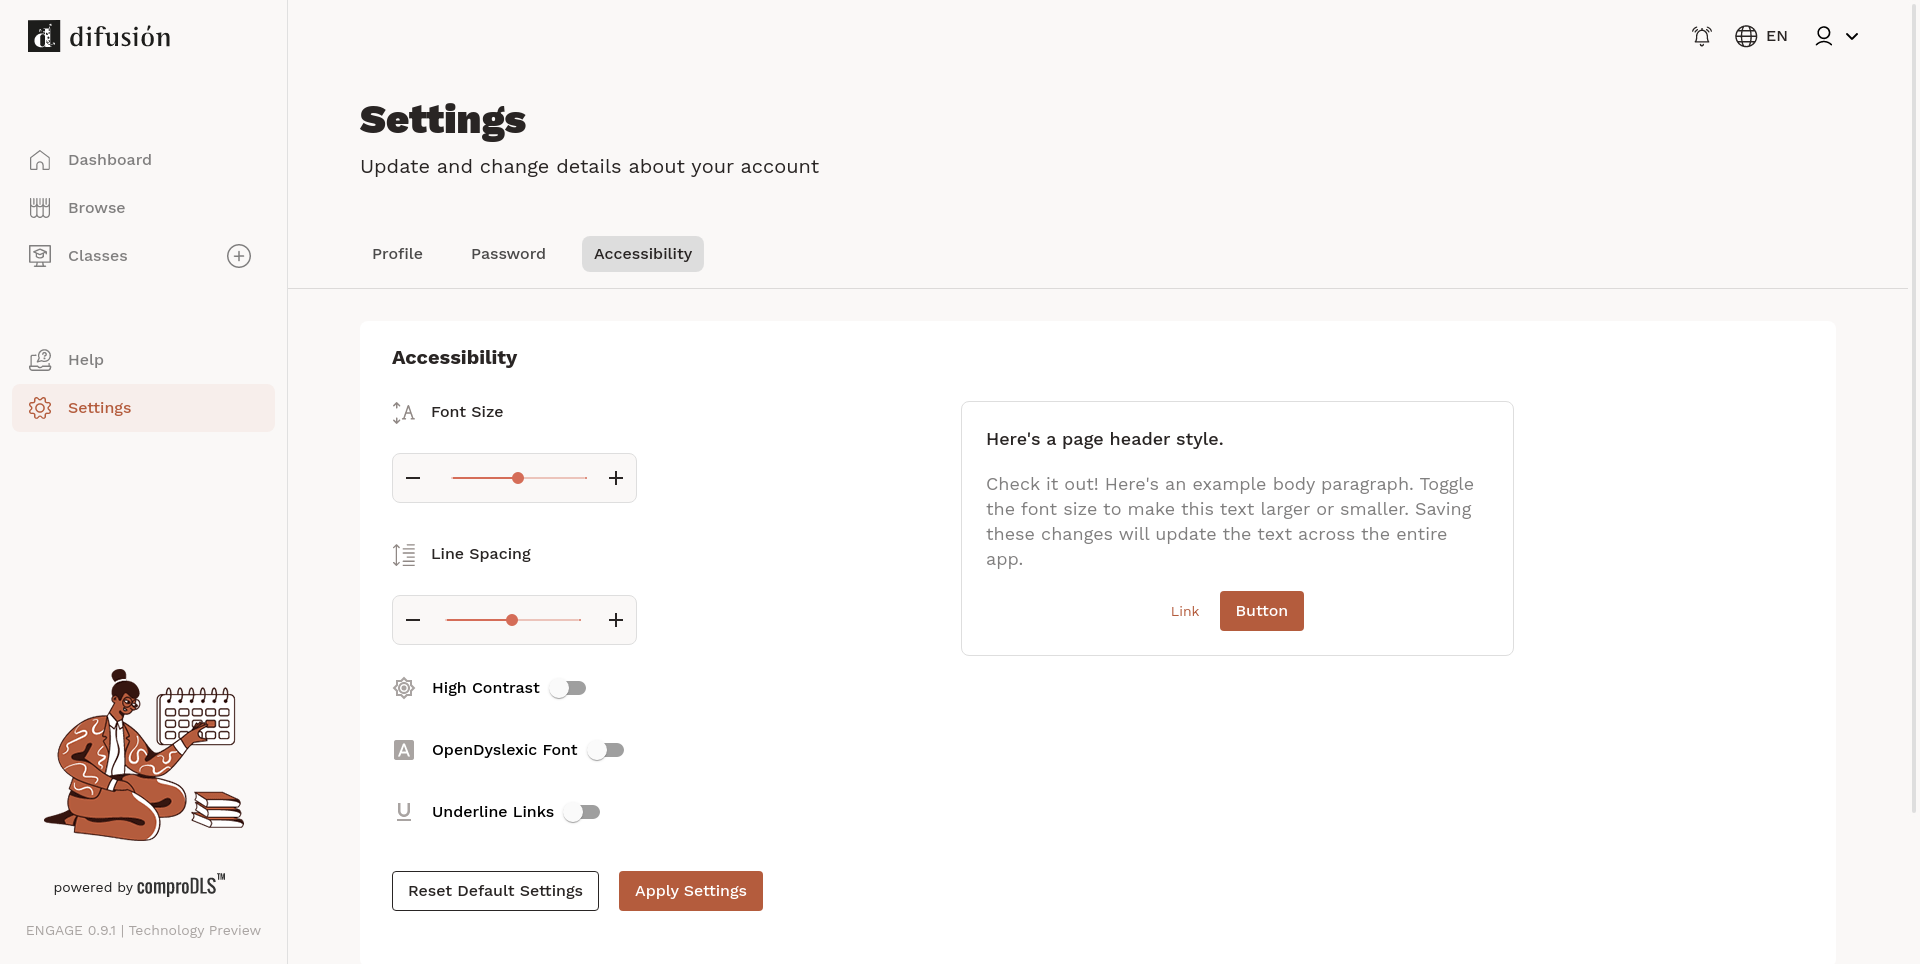 difusión
EN
Settings
Update and change details about your account
Dashboard
Browse
Classes
Help
Settings
Profile
Password
Accessibility
Accessibility
Font Size
Line Spacing
High Contrast
OpenDyslexic Font
Underline Links
Reset Default Settings
Apply Settings
Here's a page header style.
Check it out! Here's an example body paragraph. Toggle
the font size to make this text larger or smaller. Saving
these changes will update the text across the entire
app.
Link
Button
powered by comproDLS™
ENGAGE 0.9.1 | Technology Preview